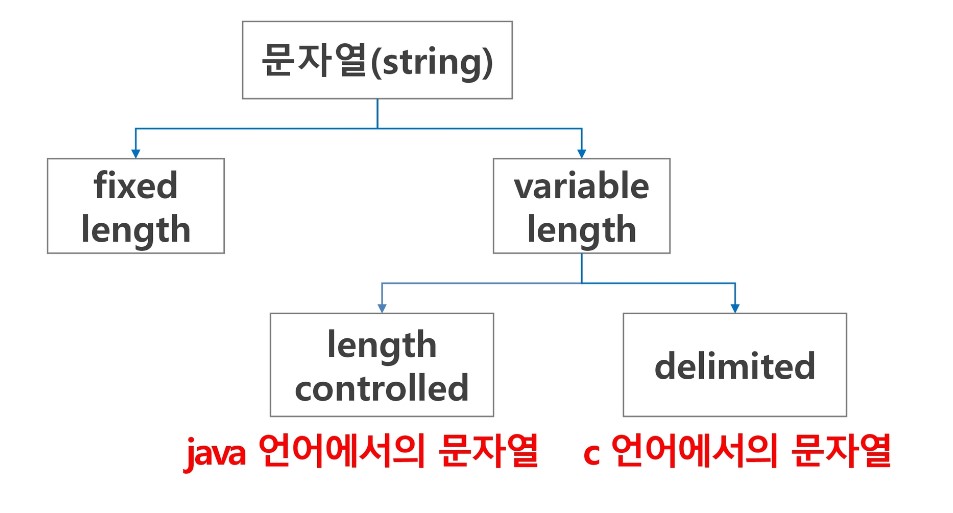 문자열(string)
fixed
length
variable
length
length
controlled
delimited
java 언어에서의 문자열
c 언어에서의 문자열